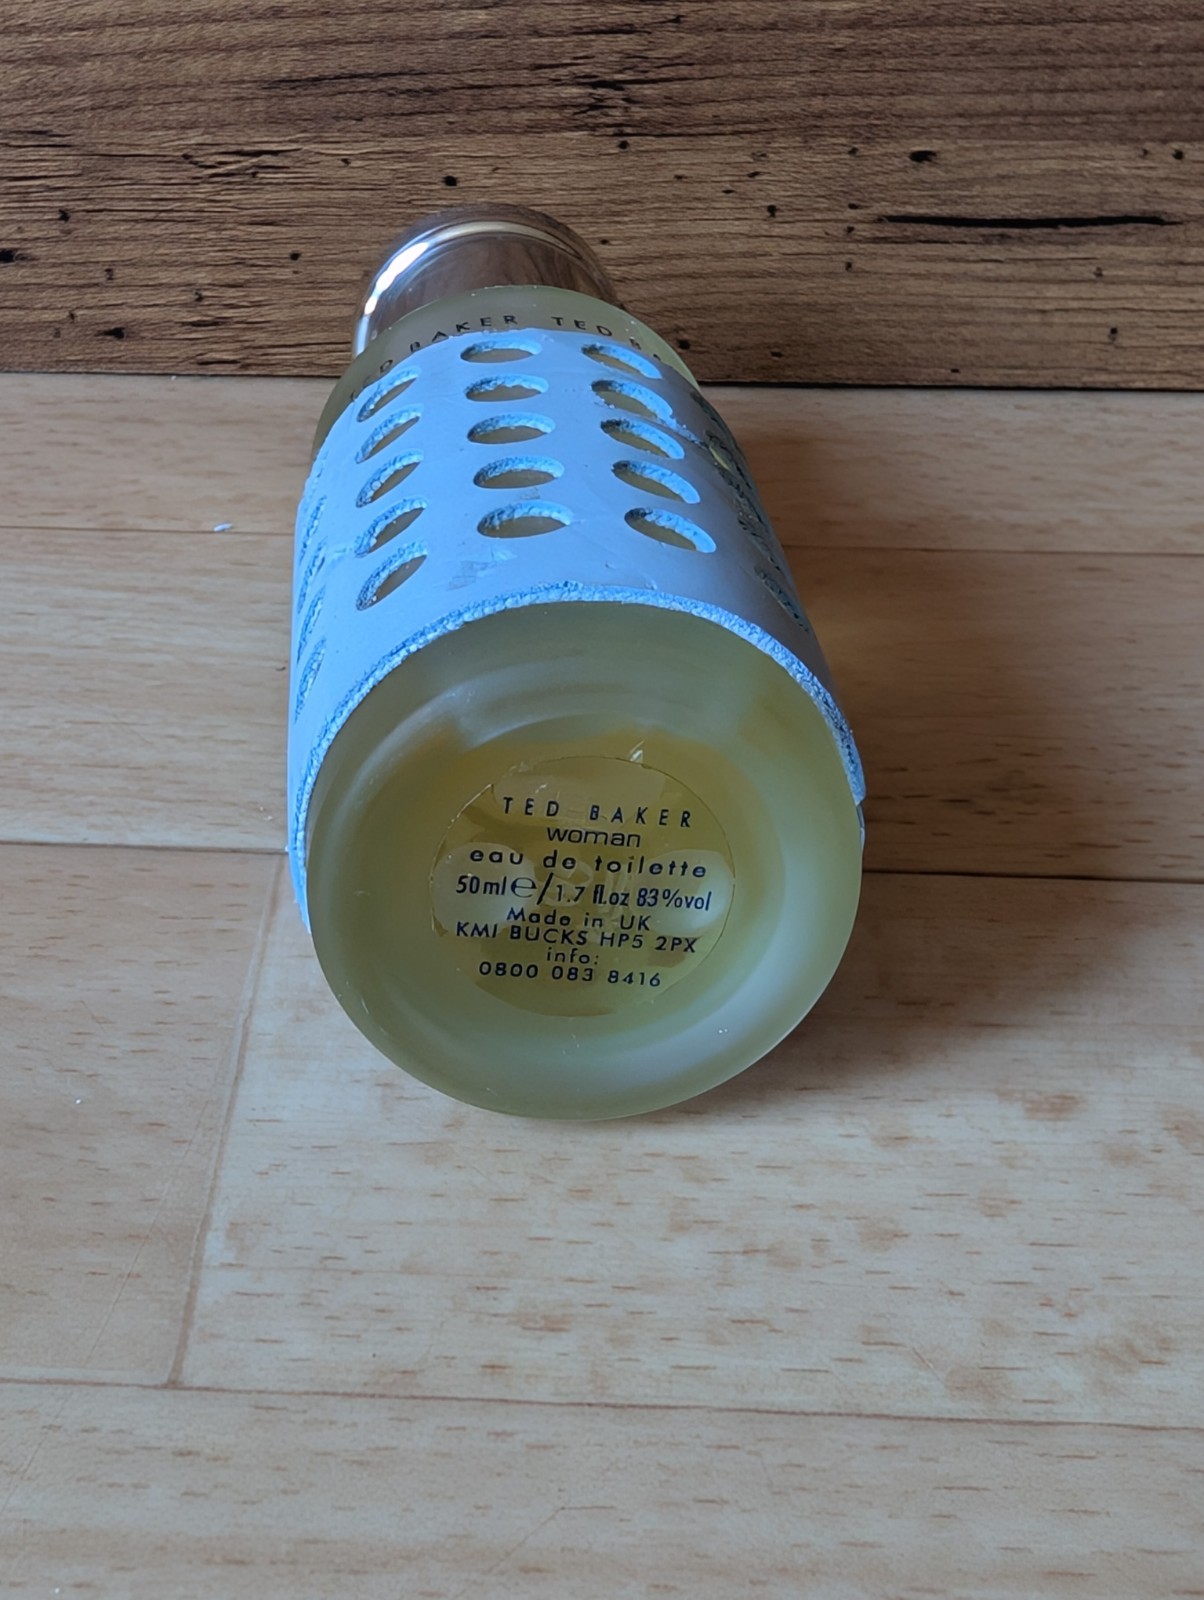 TED BAKER TED BA
TED BAKER
woman
eau de toilette
50ml℮/1.7 fl.oz 83%vol
Made in UK
KMI BUCKS HP5 2PX
info:
0800 083 8416